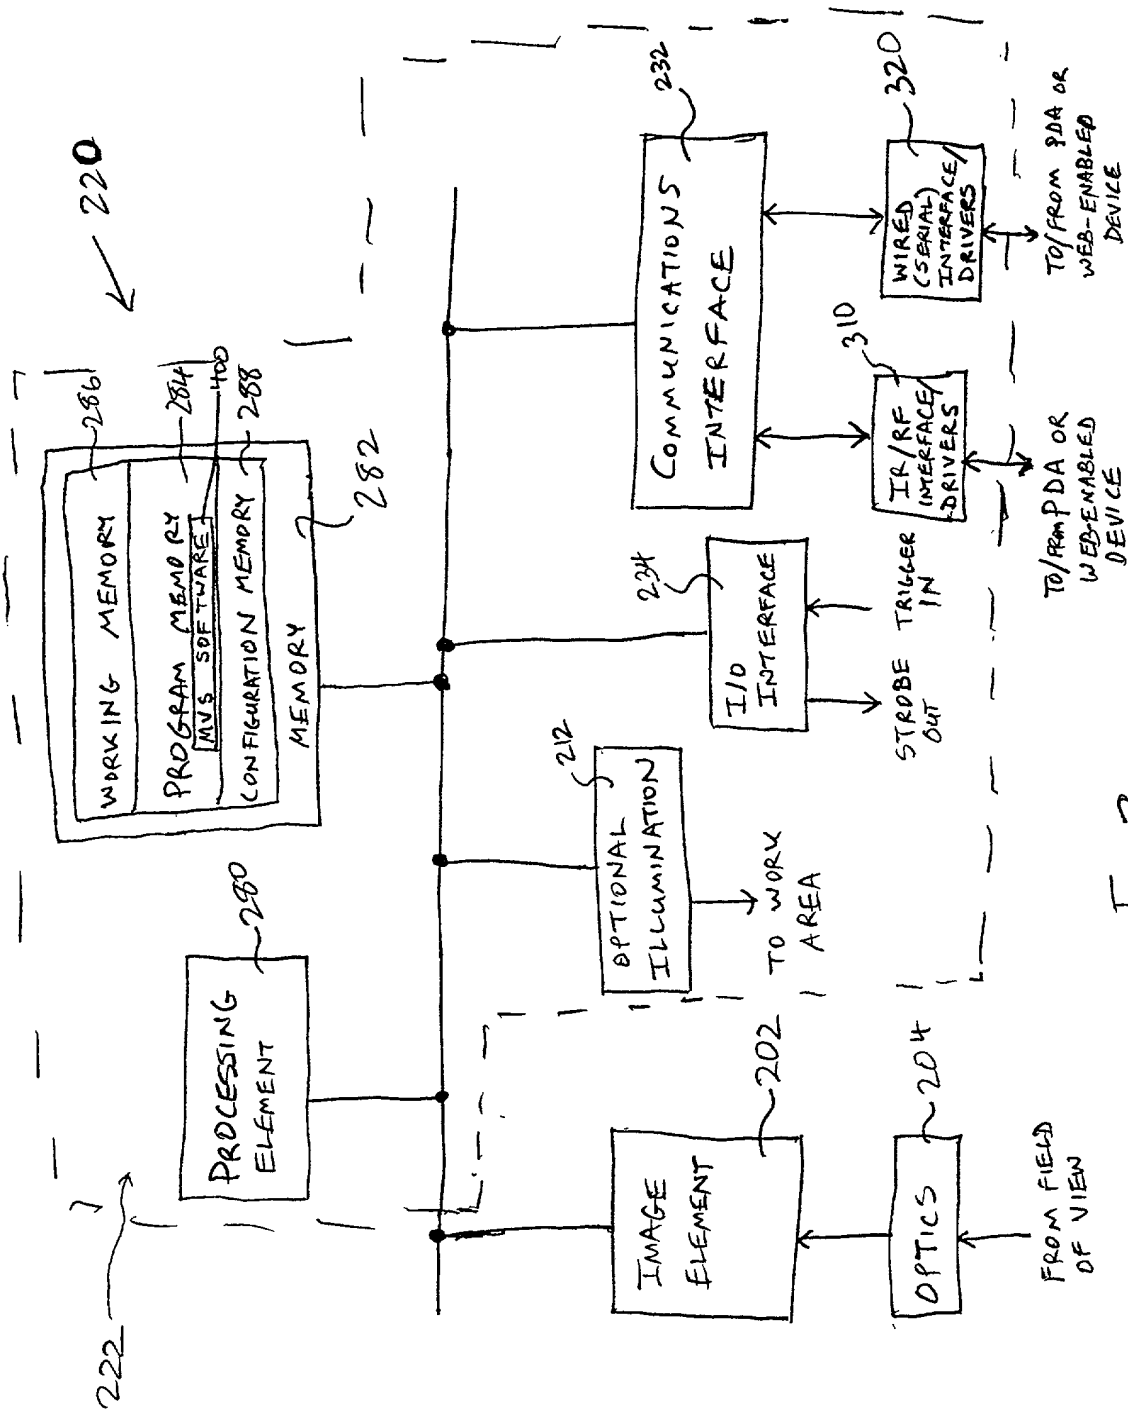 222
220
PROCESSING
ELEMENT
280
WORKING MEMORY
286
PROGRAM MEMORY
284
MVS SOFTWARE
400
CONFIGURATION MEMORY
288
MEMORY
282
IMAGE
ELEMENT
202
OPTICS
204
FROM FIELD
OF VIEW
OPTIONAL
ILLUMINATION
212
TO WORK
AREA
I/O
INTERFACE
234
STROBE
OUT
TRIGGER
IN
COMMUNICATIONS
INTERFACE
232
IR/RF
INTERFACE/
DRIVERS
310
TO/FROM PDA OR
WEB-ENABLED
DEVICE
WIRED
(SERIAL)
INTERFACE/
DRIVERS
320
TO/FROM PDA OR
WEB-ENABLED
DEVICE